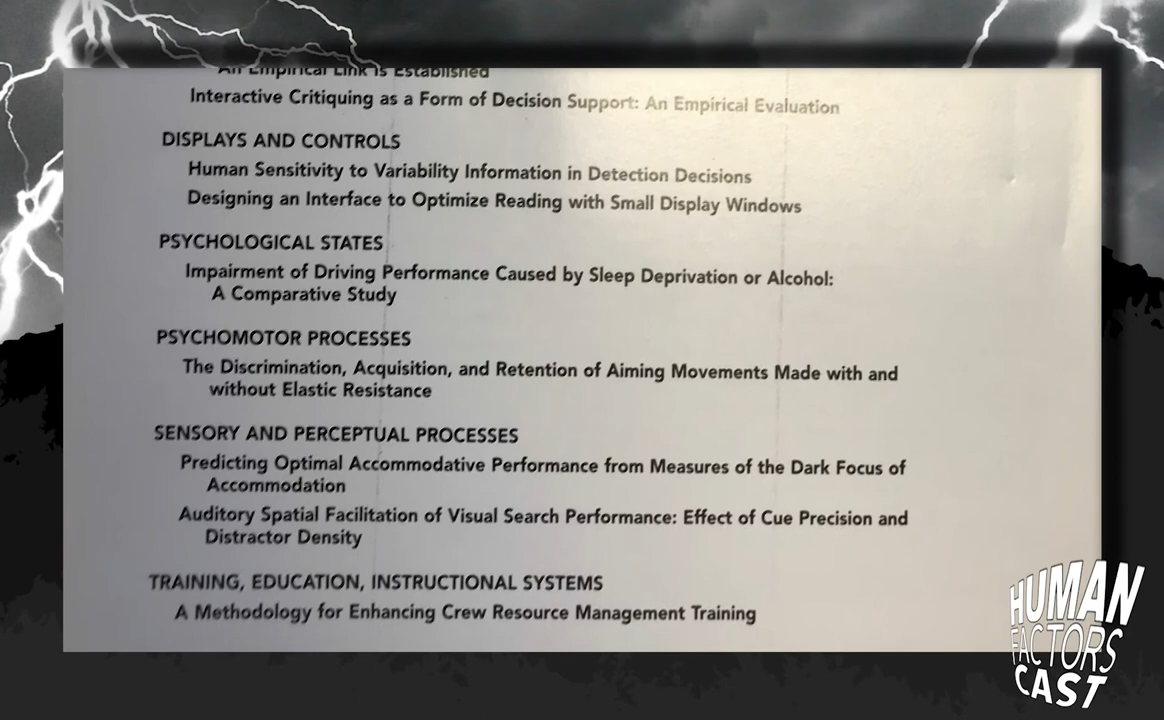 An Empirical Link is Established
Interactive Critiquing as a Form of Decision Support: An Empirical Evaluation
DISPLAYS AND CONTROLS
Human Sensitivity to Variability Information in Detection Decisions
Designing an Interface to Optimize Reading with Small Display Windows
PSYCHOLOGICAL STATES
Impairment of Driving Performance Caused by Sleep Deprivation or Alcohol:
A Comparative Study
PSYCHOMOTOR PROCESSES
The Discrimination, Acquisition, and Retention of Aiming Movements Made with and
without Elastic Resistance
SENSORY AND PERCEPTUAL PROCESSES
Predicting Optimal Accommodative Performance from Measures of the Dark Focus of
Accommodation
Auditory Spatial Facilitation of Visual Search Performance: Effect of Cue Precision and
Distractor Density
TRAINING, EDUCATION, INSTRUCTIONAL SYSTEMS
A Methodology for Enhancing Crew Resource Management Training
HUMAN
FACTORS
CAST